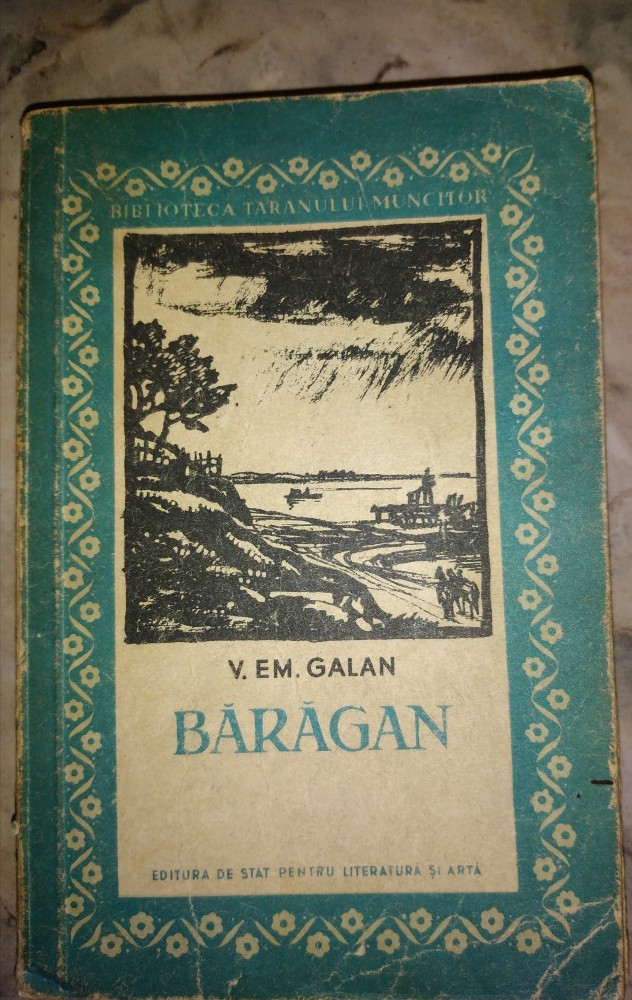 BIBLIOTECA ȚĂRANULUI MUNCITOR
V. EM. GALAN
BĂRĂGAN
EDITURA DE STAT PENTRU LITERATURĂ ȘI ARTĂ